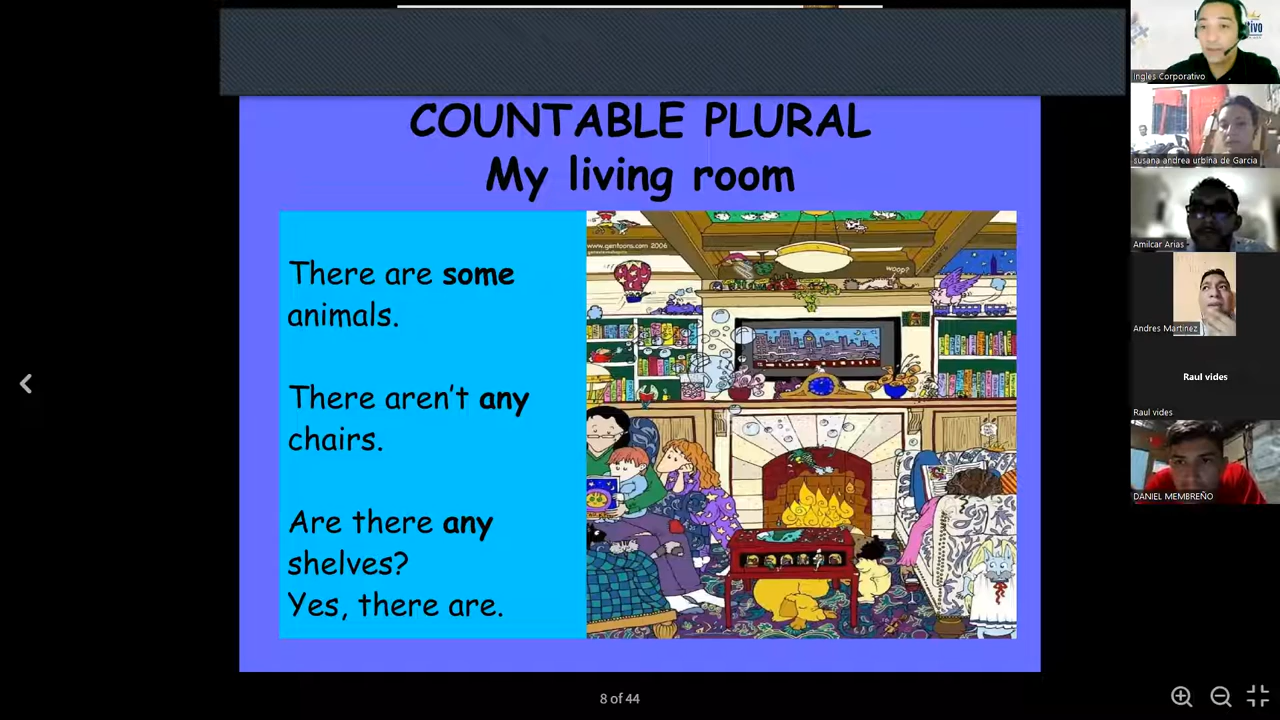 COUNTABLE PLURAL
My living room
There are some
animals.
There aren't any
chairs.
Are there any
shelves?
Yes, there are.
www.gentoons.com 2006
woop?
8 of 44
tivo
Ingles Corporativo
susana andrea urbina de Garcia
Amilcar Arias
Andres Martinez
Raul vides
Raul vides
DANIEL MEMBREÑO